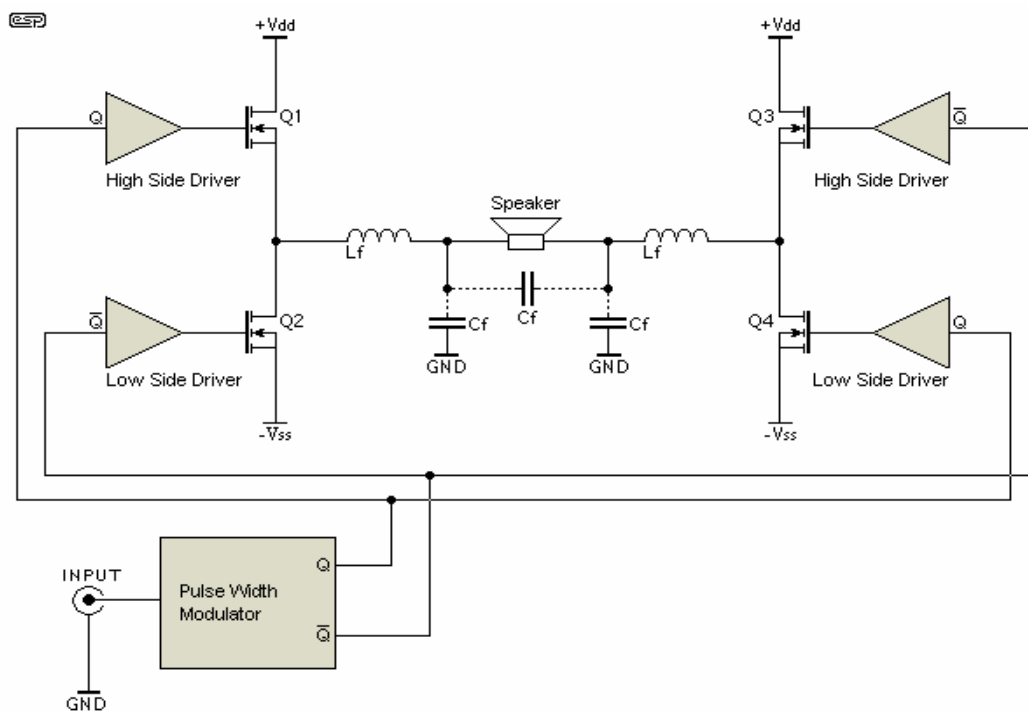 esp
+Vdd
+Vdd
Q
Q1
Q3
Q̅
High Side Driver
High Side Driver
Speaker
Lf
Lf
Q̅
Q2
Cf
Cf
Cf
Q4
Q
GND
GND
Low Side Driver
Low Side Driver
-Vss
-Vss
INPUT
Pulse Width
Modulator
Q
Q̅
GND